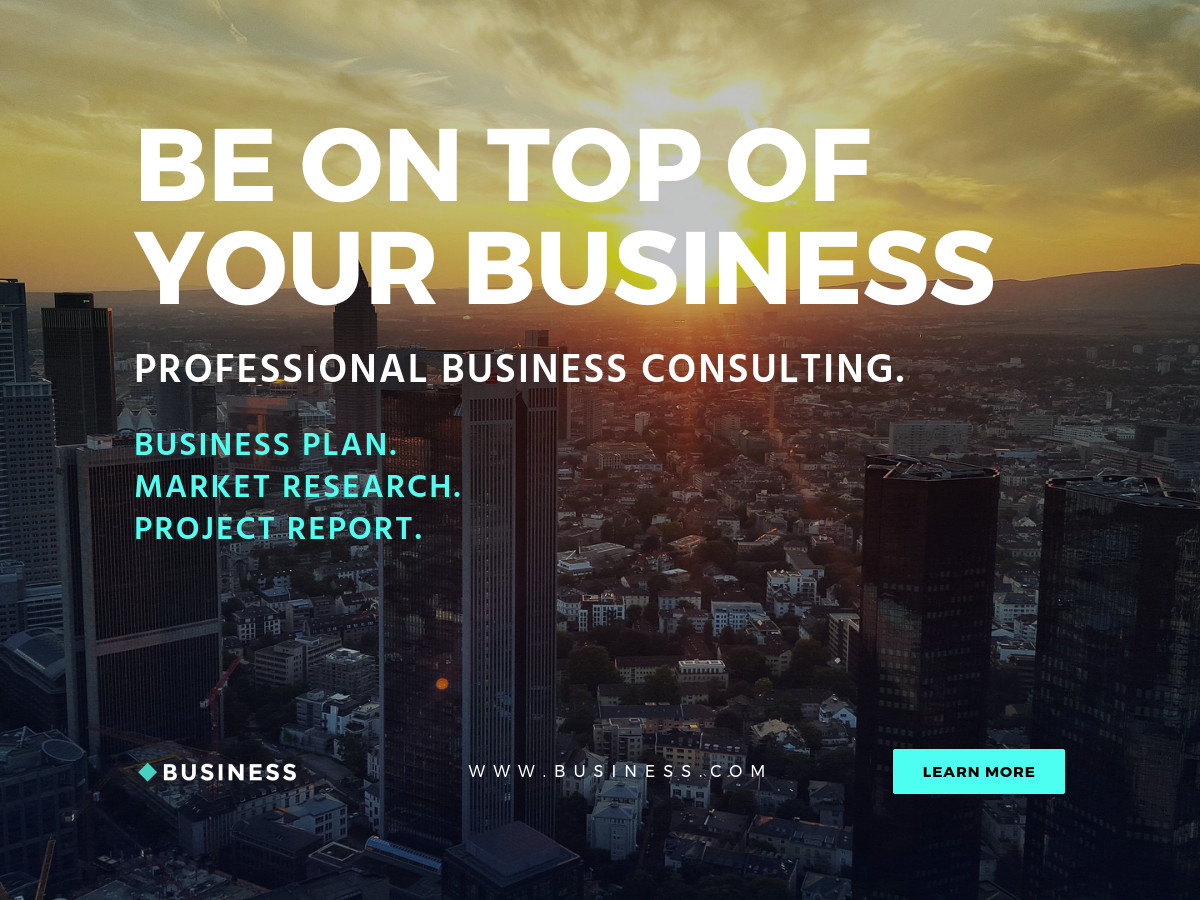 BE ON TOP OF
YOUR BUSINESS
PROFESSIONAL BUSINESS CONSULTING.
BUSINESS PLAN.
MARKET RESEARCH.
PROJECT REPORT.
BUSINESS
WWW.BUSINESS.COM
LEARN MORE